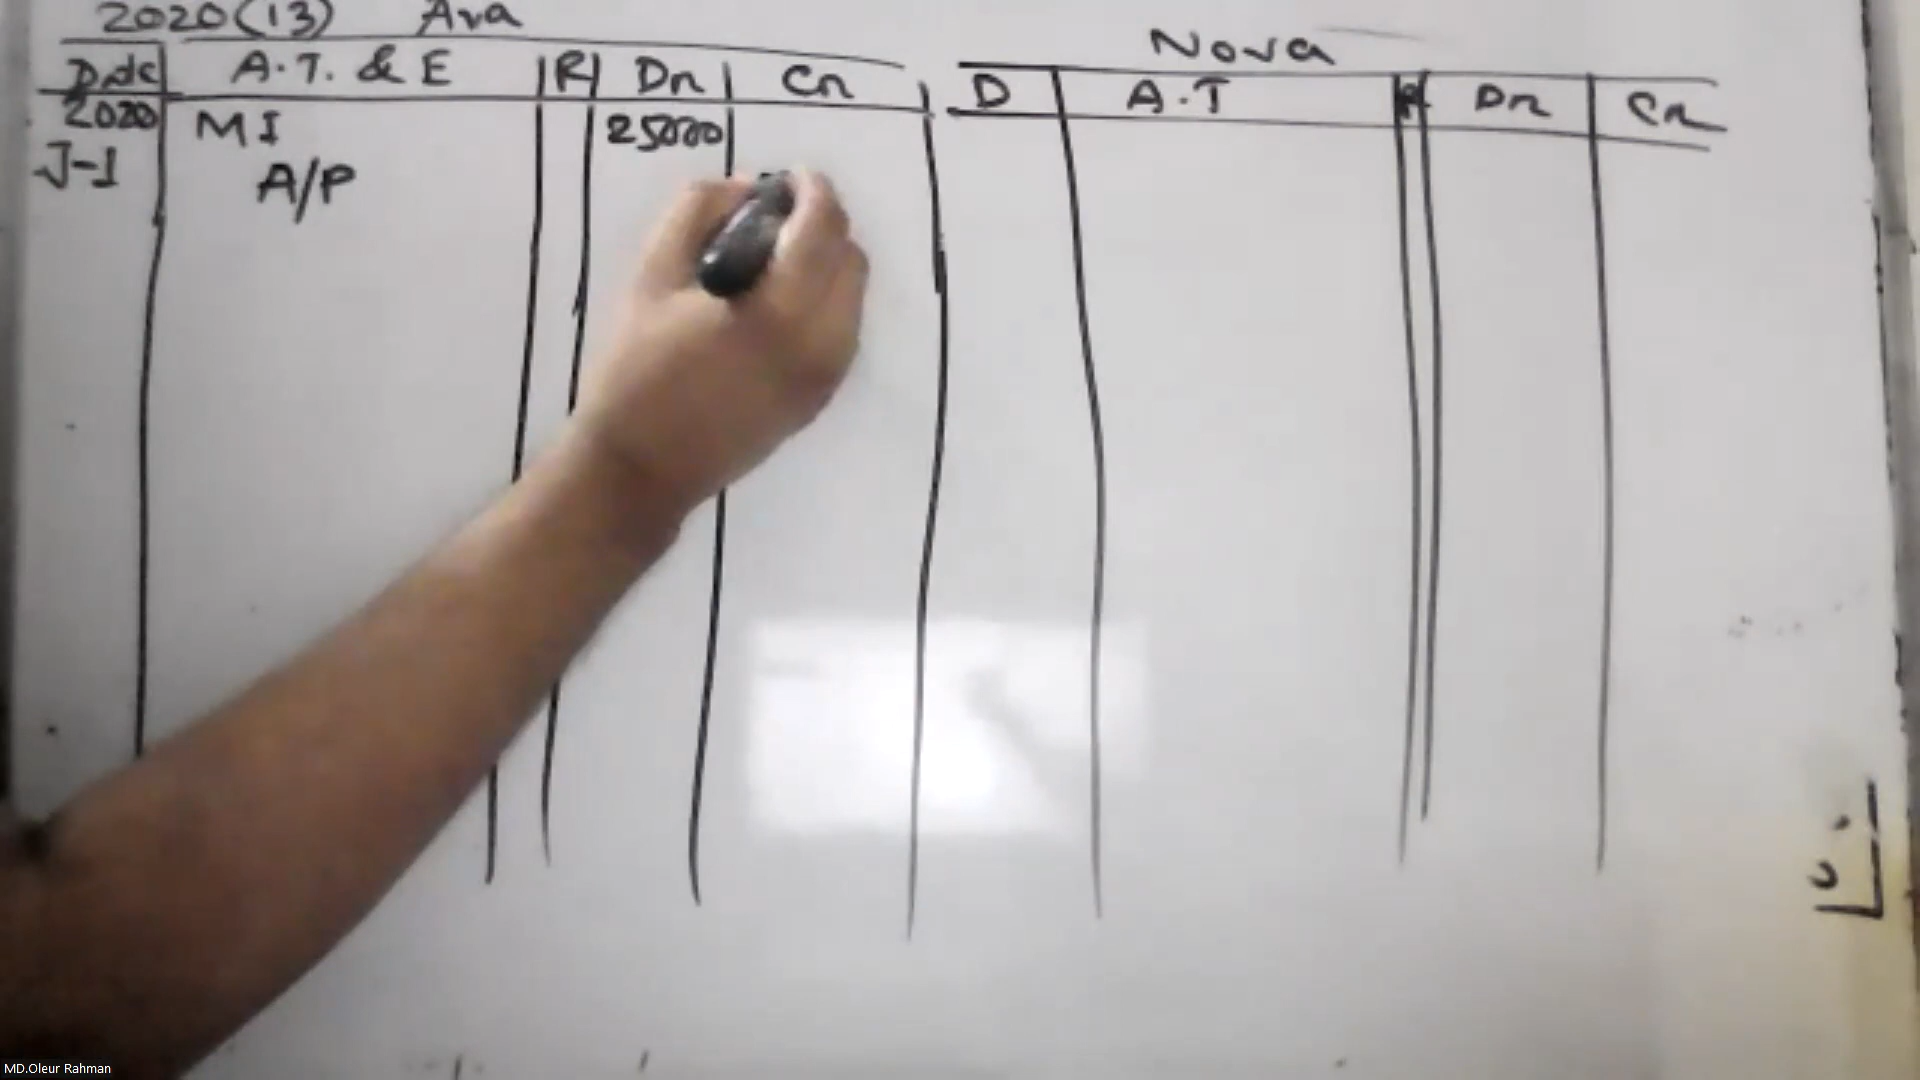 2020(13) Ava
Date A.T. & E R Dr Cr
2020 MI 25000
J-1 A/P
Nova
D A.T R Dr Cr
MD.Oleur Rahman